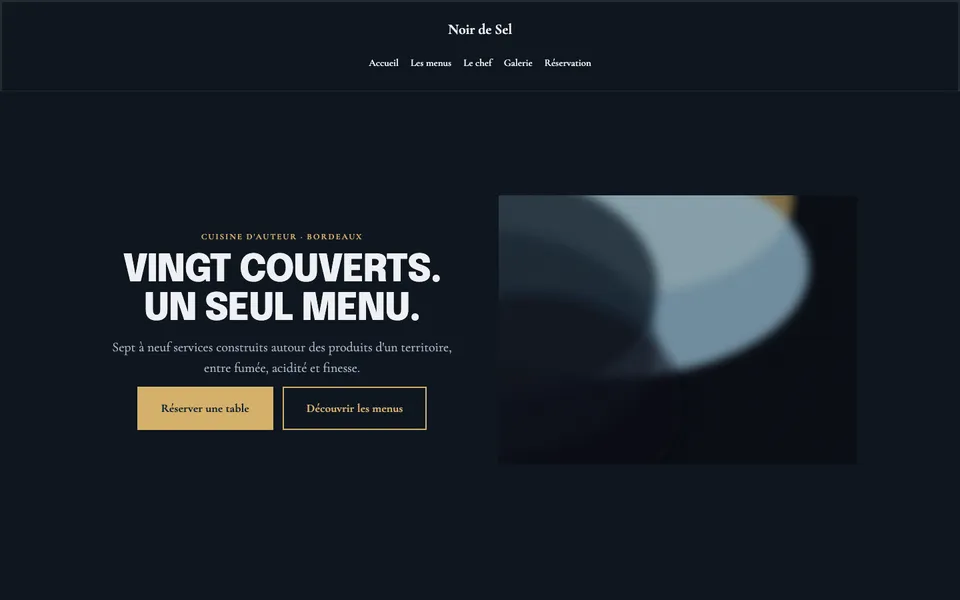 Noir de Sel
Accueil Les menus Le chef Galerie Réservation
CUISINE D'AUTEUR · BORDEAUX
VINGT COUVERTS.
UN SEUL MENU.
Sept à neuf services construits autour des produits d'un territoire,
entre fumée, acidité et finesse.
Réserver une table Découvrir les menus